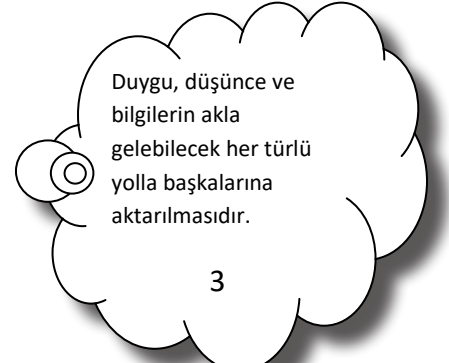 Duygu, düşünce ve
bilgilerin akla
gelebilecek her türlü
yolla başkalarına
aktarılmasıdır.
3